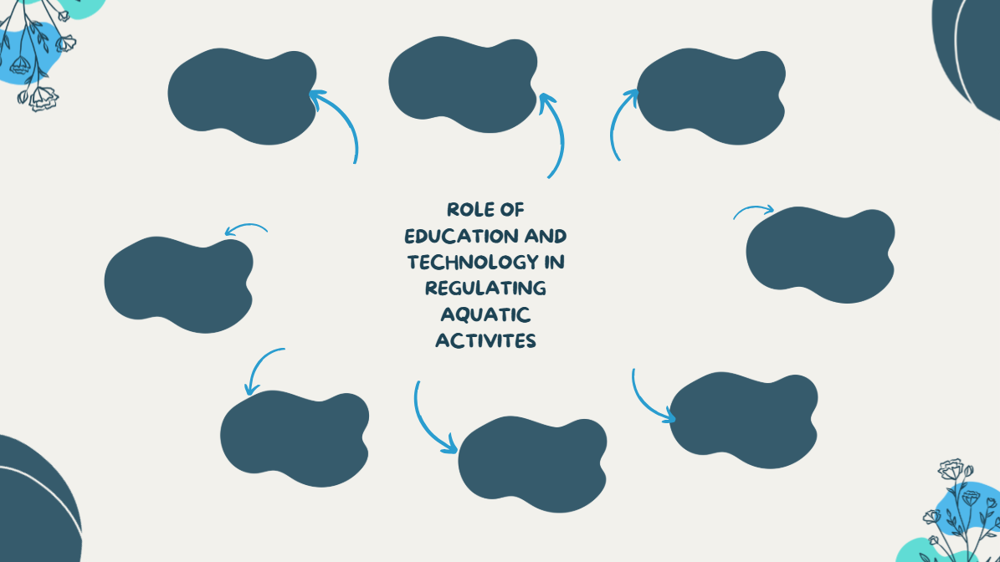 ROLE OF
EDUCATION AND
TECHNOLOGY IN
REGULATING
AQUATIC
ACTIVITES